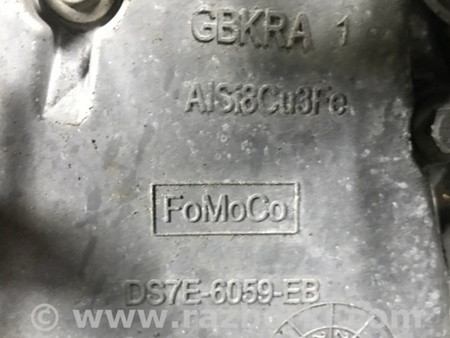 GBKRA 1
AlSi8Cu3Fe
FoMoCo
DS7E-6059-EB